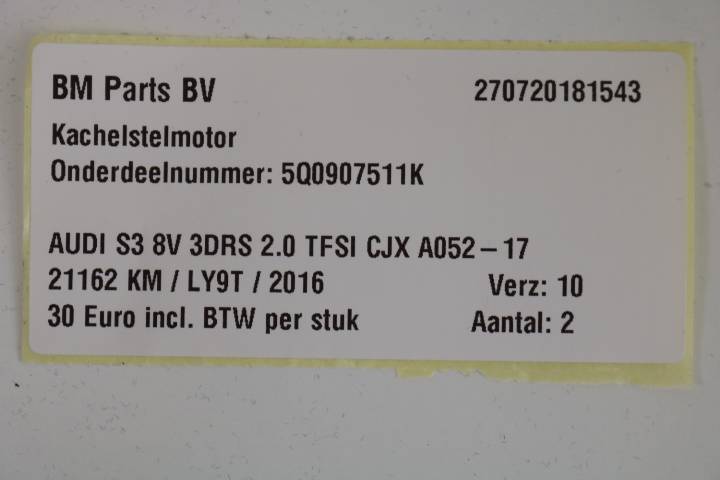 BM Parts BV 270720181543
Kachelstelmotor
Onderdeelnummer: 5Q0907511K
AUDI S3 8V 3DRS 2.0 TFSI CJX A052 – 17
21162 KM / LY9T / 2016 Verz: 10
30 Euro incl. BTW per stuk Aantal: 2